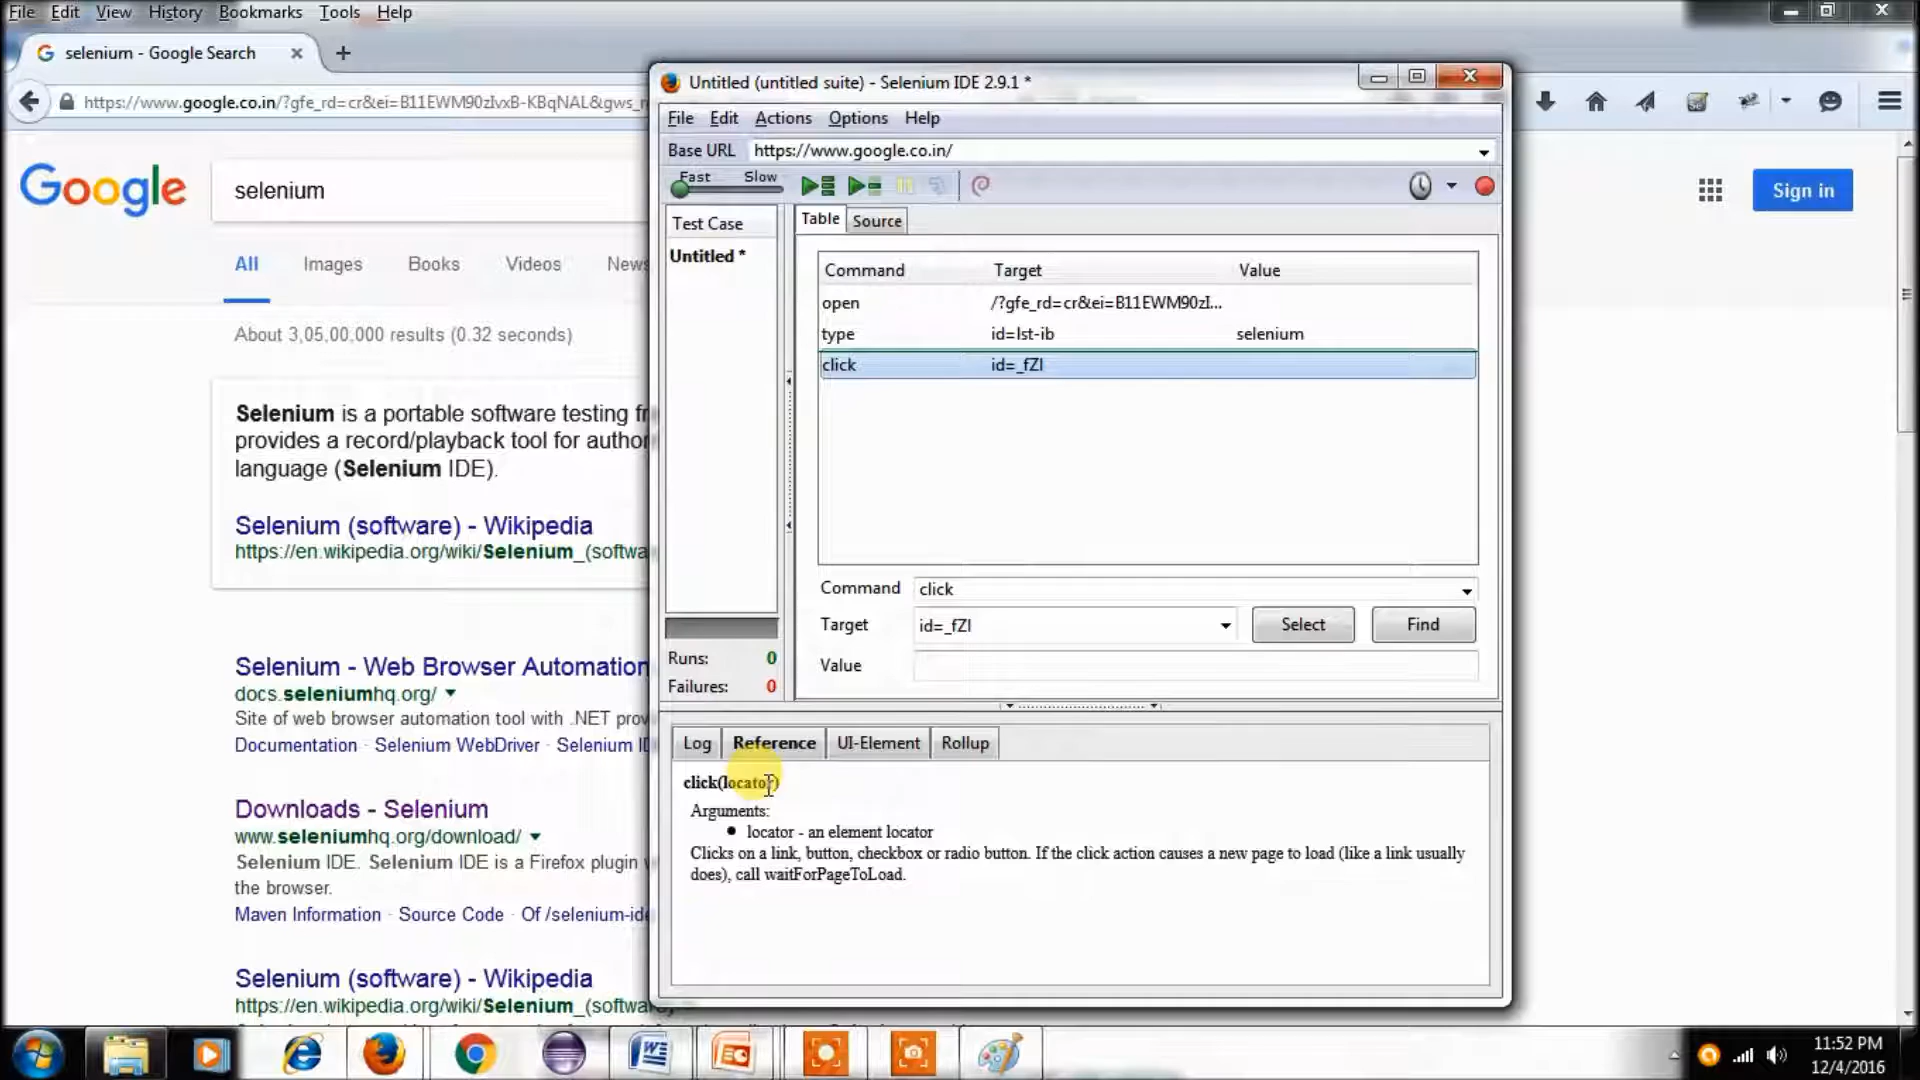 File Edit View History Bookmarks Tools Help
selenium - Google Search
https://www.google.co.in/?gfe_rd=cr&ei=B11EWM90zIvxB-KBqNAL&gws_r
Google
selenium
Sign in
All Images Books Videos News
About 3,05,00,000 results (0.32 seconds)
Selenium is a portable software testing fr
provides a record/playback tool for author
language (Selenium IDE).
Selenium (software) - Wikipedia
https://en.wikipedia.org/wiki/Selenium_(softwa
Selenium - Web Browser Automation
docs.seleniumhq.org/
Site of web browser automation tool with .NET prov
Documentation · Selenium WebDriver · Selenium ID
Downloads - Selenium
www.seleniumhq.org/download/
Selenium IDE. Selenium IDE is a Firefox plugin
the browser.
Maven Information · Source Code · Of /selenium-ide
Selenium (software) - Wikipedia
https://en.wikipedia.org/wiki/Selenium_(software)
Untitled (untitled suite) - Selenium IDE 2.9.1 *
File Edit Actions Options Help
Base URL https://www.google.co.in/
Fast Slow
Test Case
Untitled *
Table Source
Command Target Value
open /?gfe_rd=cr&ei=B11EWM90zI...
type id=lst-ib selenium
click id=_fZl
Command click
Target id=_fZl Select Find
Value
Runs: 0
Failures: 0
Log Reference UI-Element Rollup
click(locator)
Arguments:
locator - an element locator
Clicks on a link, button, checkbox or radio button. If the click action causes a new page to load (like a link usually
does), call waitForPageToLoad.
11:52 PM
12/4/2016